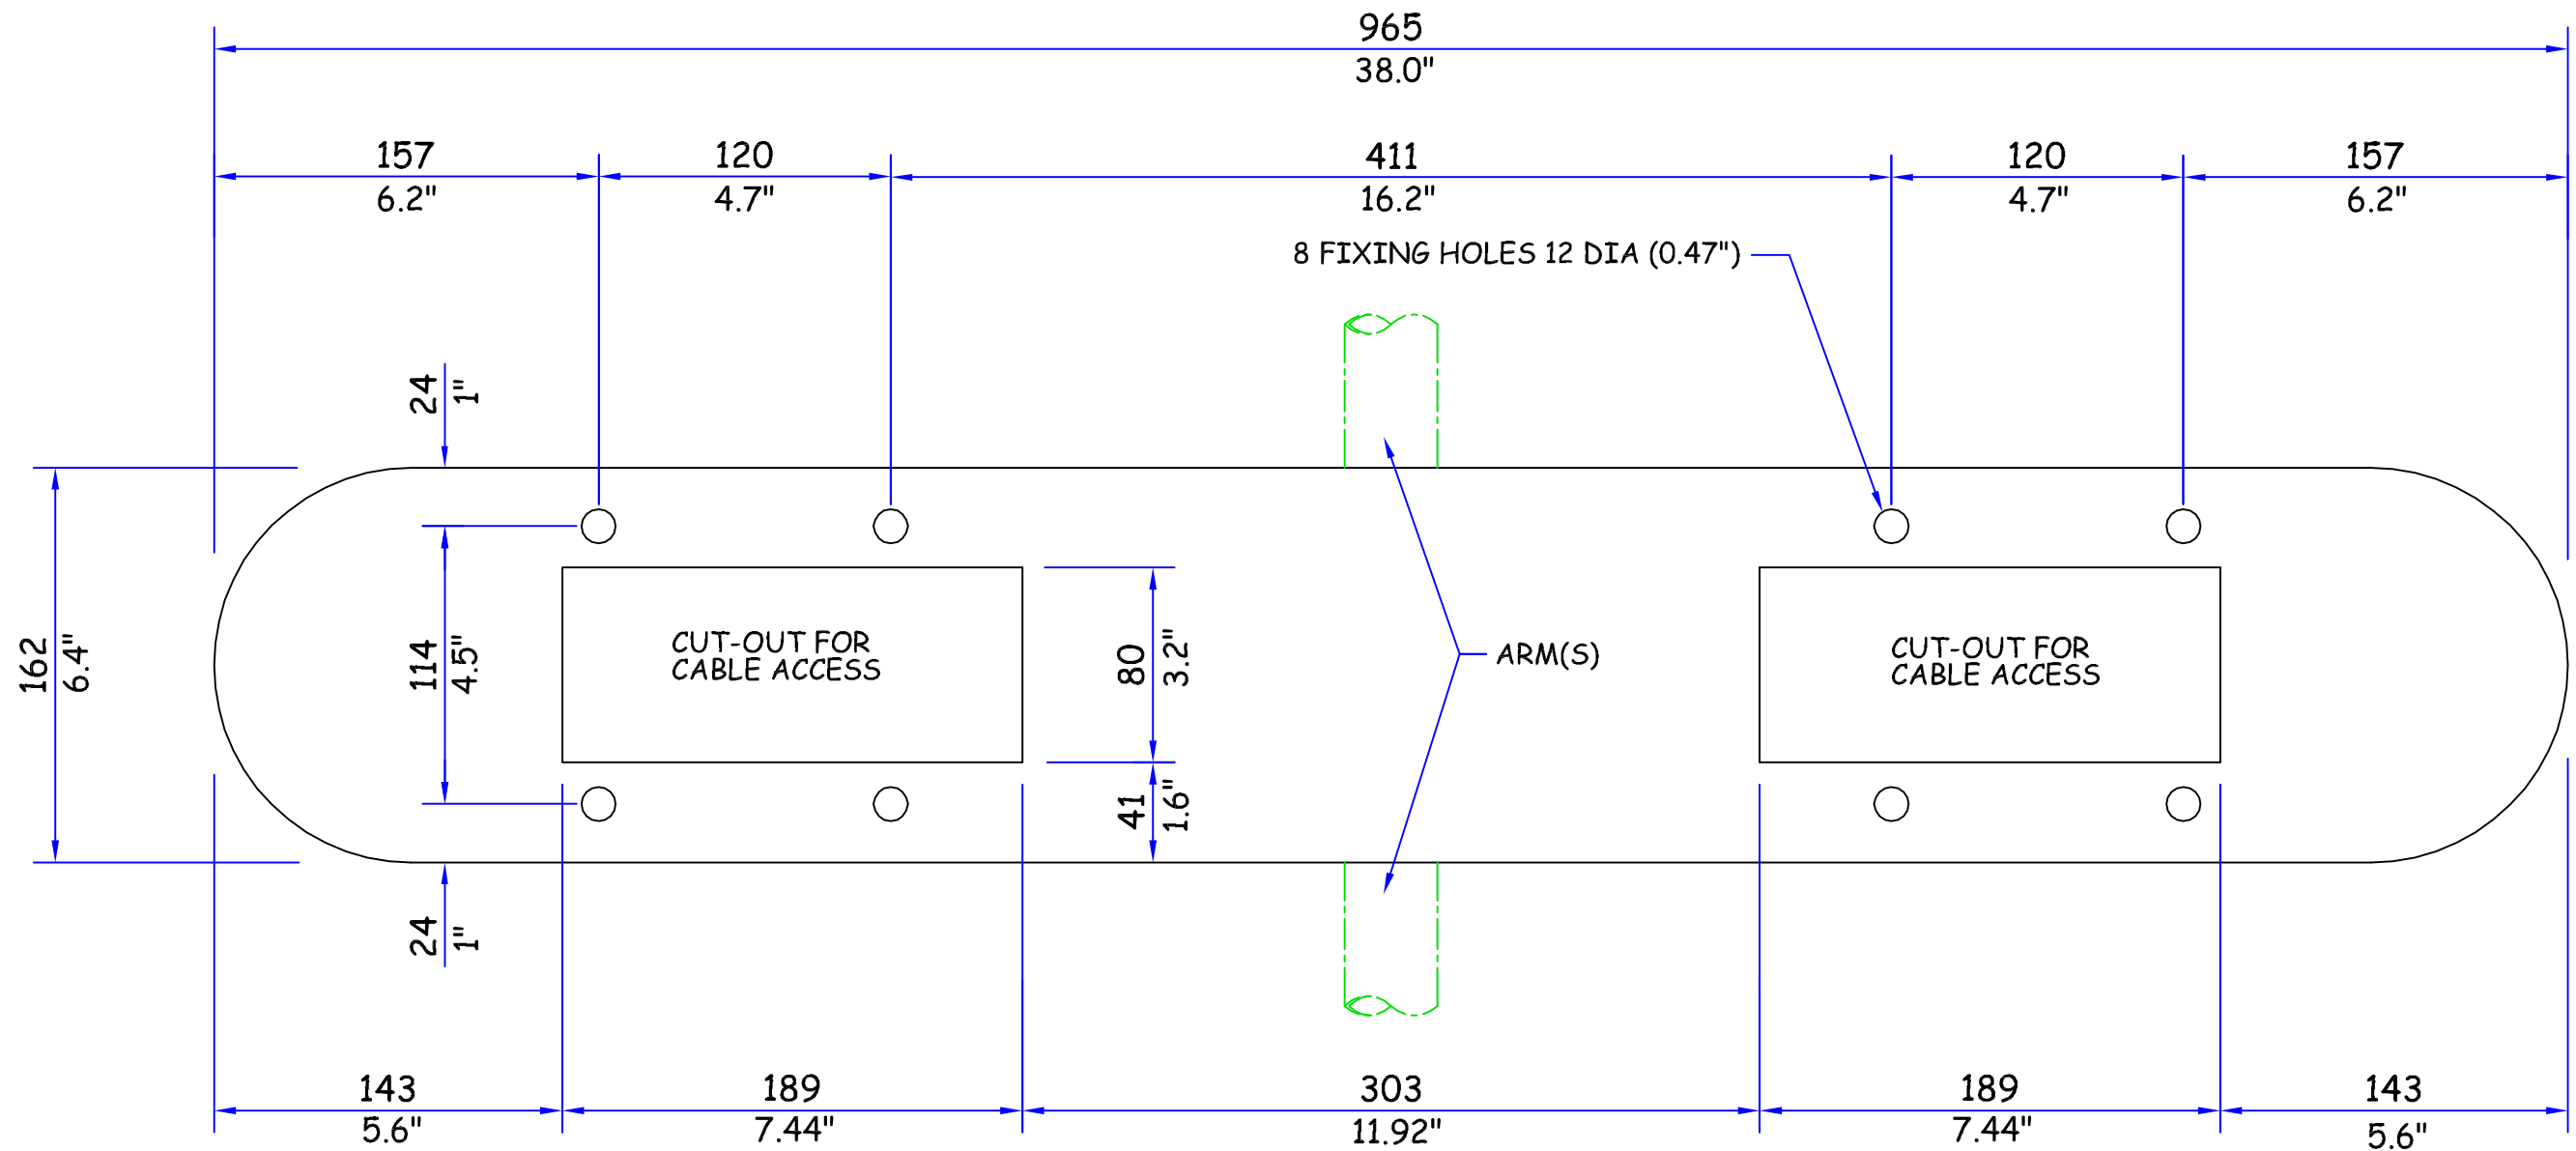 965
38.0"
157 120 411 120 157
6.2" 4.7" 16.2" 4.7" 6.2"
8 FIXING HOLES 12 DIA (0.47")
24
1"
162
6.4"
114
4.5"
CUT-OUT FOR
CABLE ACCESS
80
3.2"
ARM(S)
CUT-OUT FOR
CABLE ACCESS
41
1.6"
24
1"
143 189 303 189 143
5.6" 7.44" 11.92" 7.44" 5.6"